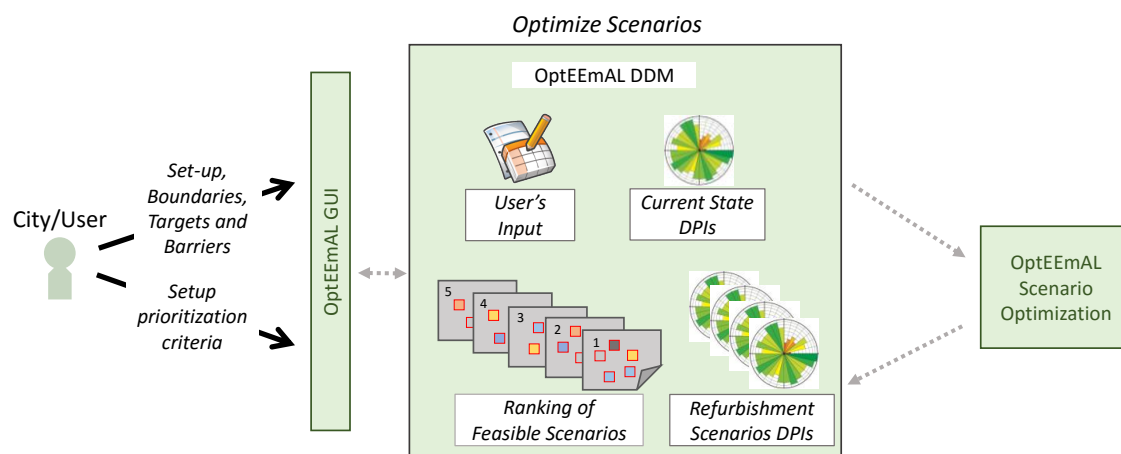 Optimize Scenarios
OptEEmAL DDM
City/User
Set-up,
Boundaries,
Targets and
Barriers
Setup
prioritization
criteria
OptEEmAL GUI
User's
Input
Current State
DPIs
5
4
3
2
1
Ranking of
Feasible Scenarios
Refurbishment
Scenarios DPIs
OptEEmAL
Scenario
Optimization